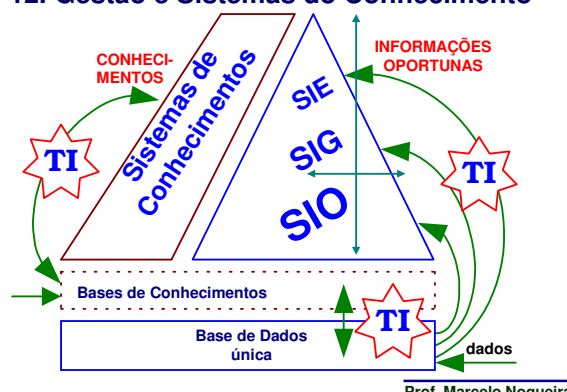 12. Gestão e Sistemas de Conhecimento
CONHECI-
MENTOS
INFORMAÇÕES
OPORTUNAS
Sistemas de
Conhecimentos
SIE
SIG
SIO
TI
TI
Bases de Conhecimentos
TI
Base de Dados
única
dados
Prof. Marcelo Nogueira